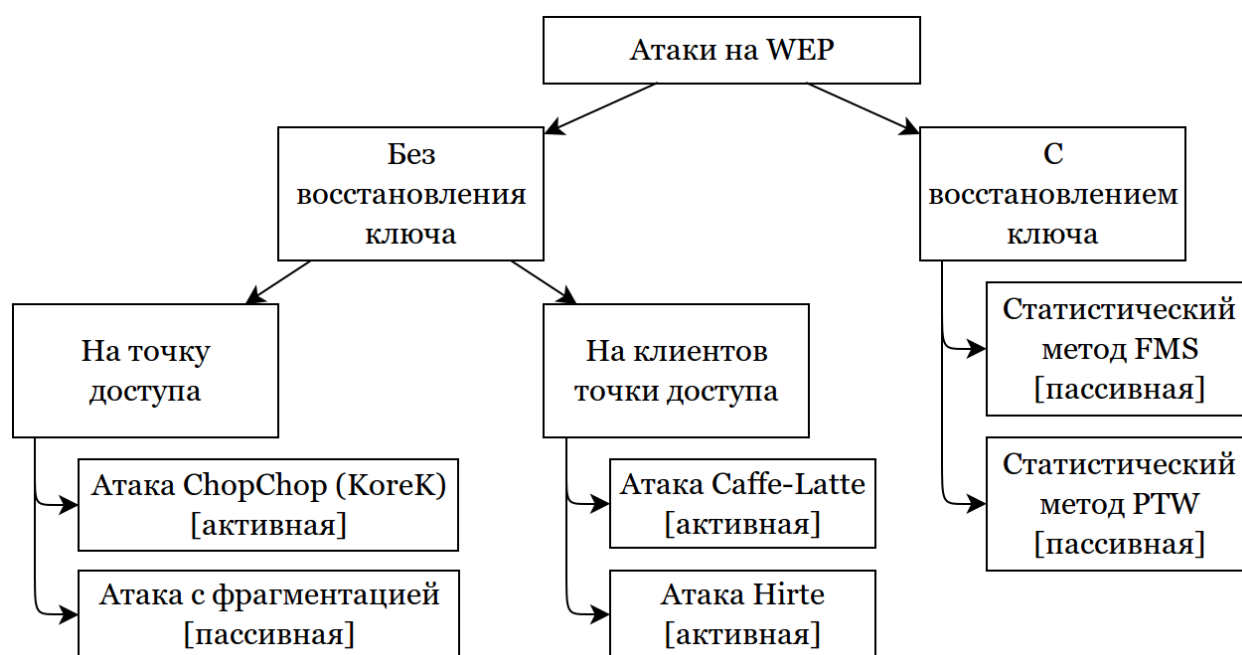 Атаки на WEP
Без
восстановления
ключа
С
восстановлением
ключа
На точку
доступа
На клиентов
точки доступа
Статистический
метод FMS
[пассивная]
Атака ChopChop (KoreK)
[активная]
Атака Caffe-Latte
[активная]
Статистический
метод PTW
[пассивная]
Атака с фрагментацией
[пассивная]
Атака Hirte
[активная]